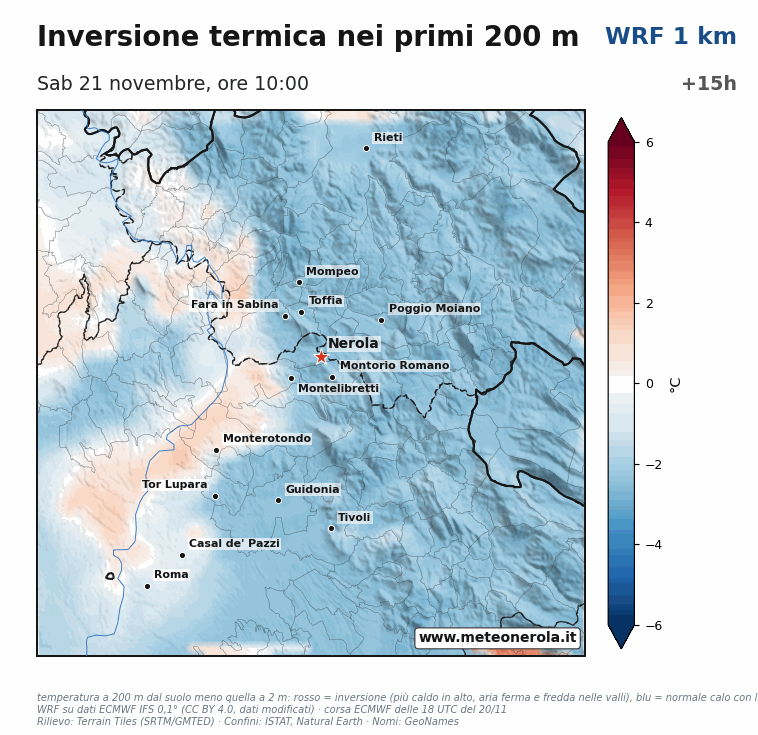 Inversione termica nei primi 200 m WRF 1 km
Sab 21 novembre, ore 10:00 +15h
Rieti
Mompeo
Toffia
Fara in Sabina
Poggio Moiano
Nerola
Montorio Romano
Montelibretti
Monterotondo
Tor Lupara
Guidonia
Tivoli
Casal de' Pazzi
Roma
www.meteonerola.it
6
4
2
0
−2
−4
−6
°C
temperatura a 200 m dal suolo meno quella a 2 m: rosso = inversione (più caldo in alto, aria ferma e fredda nelle valli), blu = normale calo con
WRF su dati ECMWF IFS 0,1° (CC BY 4.0, dati modificati) · corsa ECMWF delle 18 UTC del 20/11
Rilievo: Terrain Tiles (SRTM/GMTED) · Confini: ISTAT, Natural Earth · Nomi: GeoNames